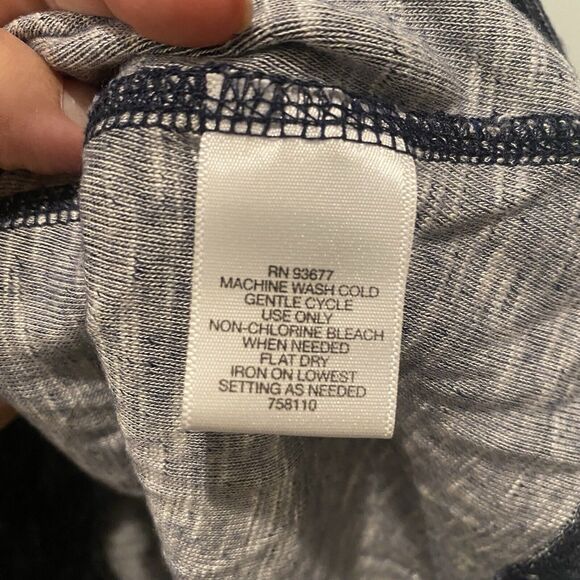 RN 93677
MACHINE WASH COLD
GENTLE CYCLE
USE ONLY
NON-CHLORINE BLEACH
WHEN NEEDED
FLAT DRY
IRON ON LOWEST
SETTING AS NEEDED
758110